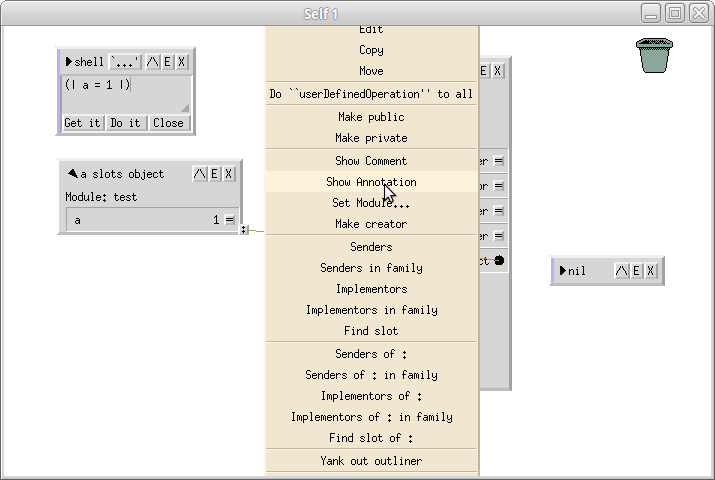 Self 1
shell `...' /\ E X
(| a = 1 |)
Get it Do it Close
a slots object /\ E X
Module: test
a 1
Edit
Copy
Move
Do ``userDefinedOperation'' to all
Make public
Make private
Show Comment
Show Annotation
Set Module...
Make creator
Senders
Senders in family
Implementors
Implementors in family
Find slot
Senders of :
Senders of : in family
Implementors of :
Implementors of : in family
Find slot of :
Yank out outliner
E X
er
or
er
er
ct
nil /\ E X